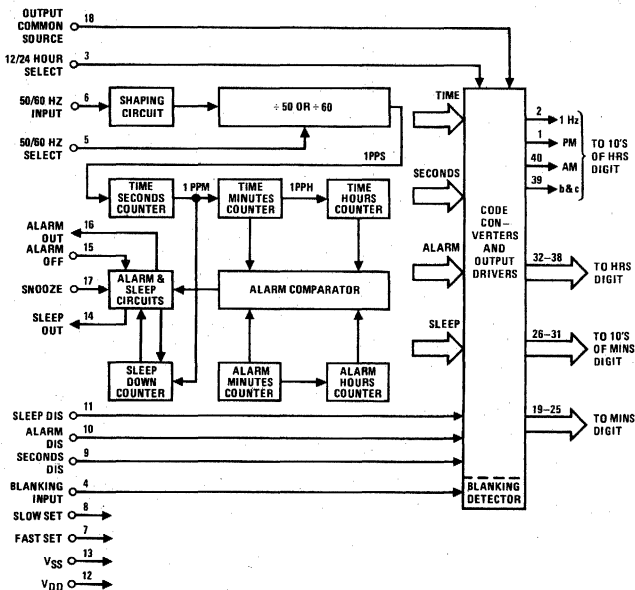 OUTPUT
COMMON
SOURCE
18
12/24 HOUR
SELECT
3
50/60 HZ
INPUT
6
SHAPING
CIRCUIT
÷ 50 OR ÷ 60
50/60 HZ
SELECT
5
1PPS
TIME
SECONDS
COUNTER
1 PPM
TIME
MINUTES
COUNTER
1PPH
TIME
HOURS
COUNTER
ALARM
OUT
16
ALARM
OFF
15
SNOOZE
17
SLEEP
OUT
14
ALARM &
SLEEP
CIRCUITS
ALARM COMPARATOR
SLEEP
DOWN
COUNTER
ALARM
MINUTES
COUNTER
ALARM
HOURS
COUNTER
SLEEP DIS
11
ALARM
DIS
10
SECONDS
DIS
9
BLANKING
INPUT
4
SLOW SET
8
FAST SET
7
VSS
13
VDD
12
TIME
SECONDS
ALARM
SLEEP
CODE
CON-
VERTERS
AND
OUTPUT
DRIVERS
BLANKING
DETECTOR
2
1 Hz
1
PM
40
AM
39
b&c
TO 10'S
OF HRS
DIGIT
32–38
TO HRS
DIGIT
26–31
TO 10'S
OF MINS
DIGIT
19–25
TO MINS
DIGIT